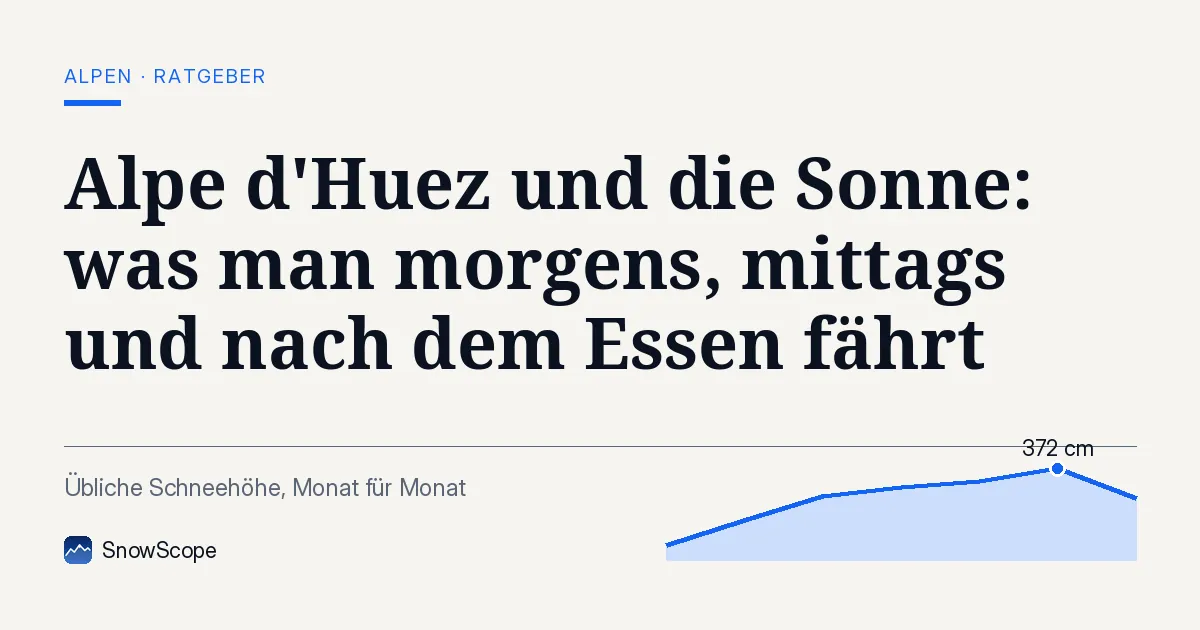 ALPEN · RATGEBER
Alpe d'Huez und die Sonne:
was man morgens, mittags
und nach dem Essen fährt
372 cm
Übliche Schneehöhe, Monat für Monat
SnowScope